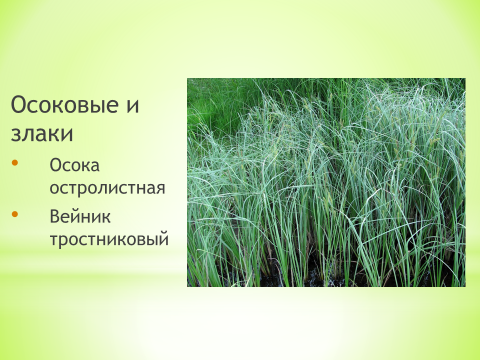 Осоковые и
злаки
• Осока
остролистная
• Вейник
тростниковый